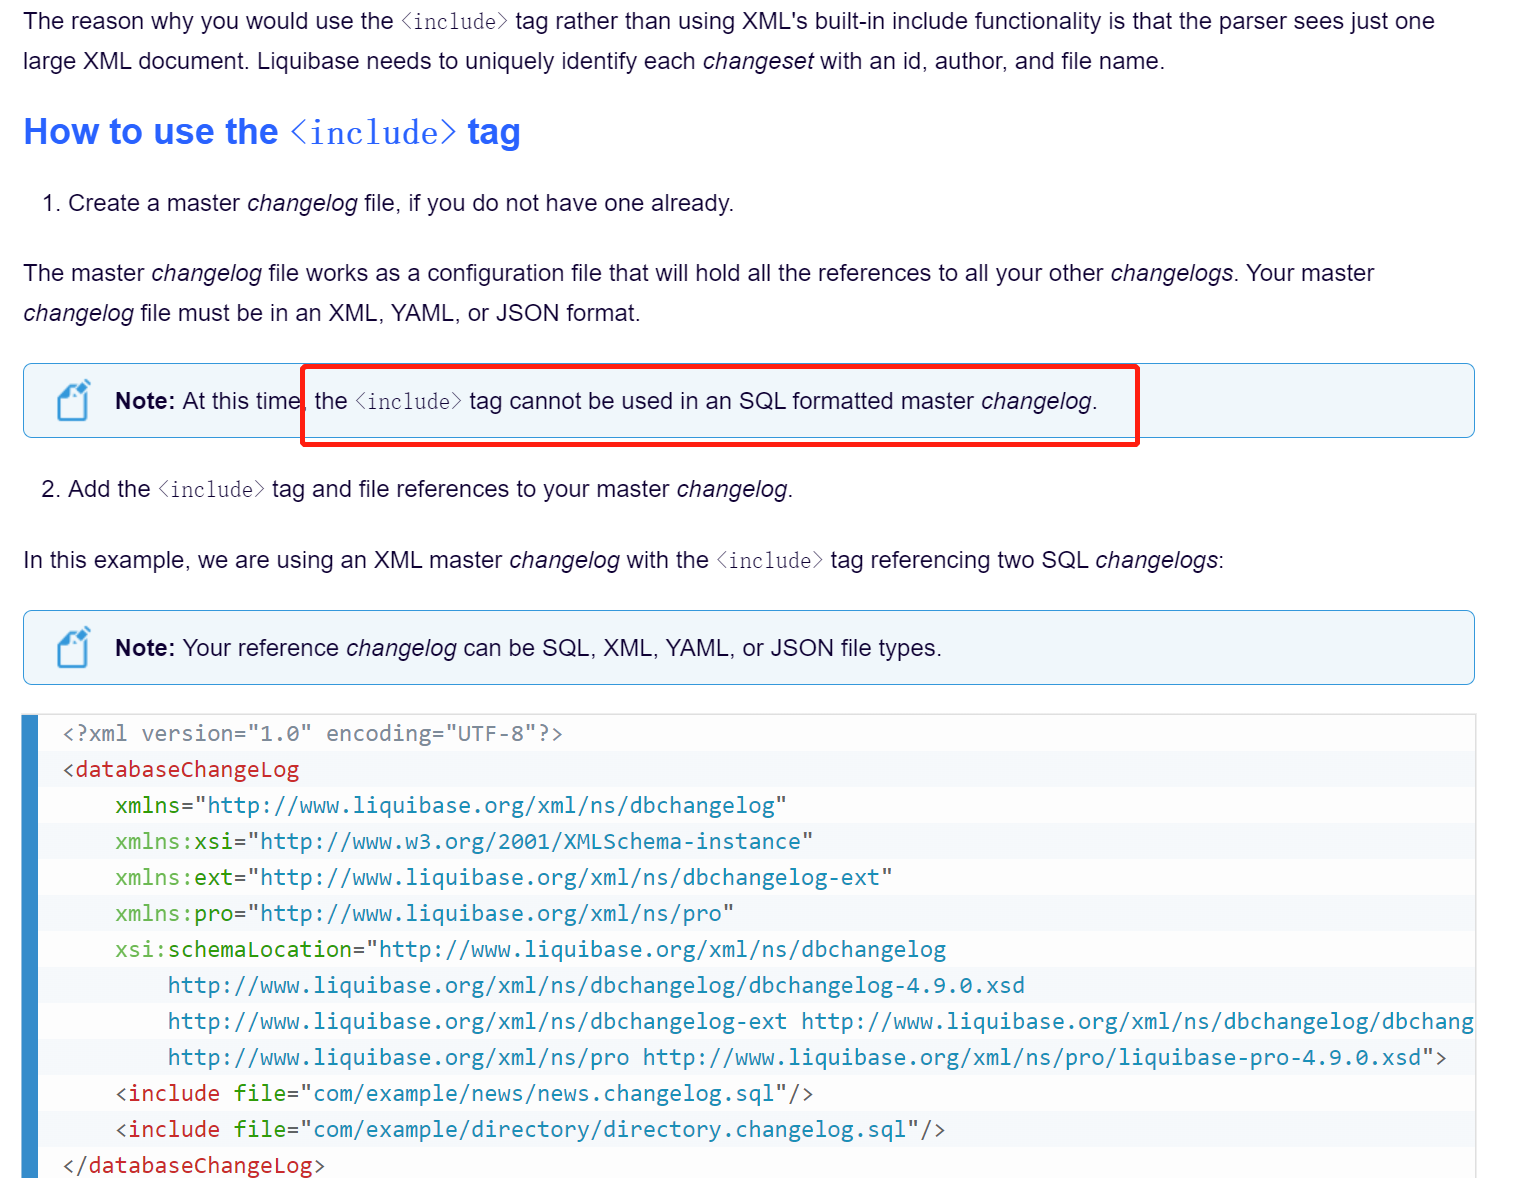 The reason why you would use the <include> tag rather than using XML's built-in include functionality is that the parser sees just one
large XML document. Liquibase needs to uniquely identify each changeset with an id, author, and file name.
How to use the <include> tag
1. Create a master changelog file, if you do not have one already.
The master changelog file works as a configuration file that will hold all the references to all your other changelogs. Your master
changelog file must be in an XML, YAML, or JSON format.
Note: At this time, the <include> tag cannot be used in an SQL formatted master changelog.
2. Add the <include> tag and file references to your master changelog.
In this example, we are using an XML master changelog with the <include> tag referencing two SQL changelogs:
Note: Your reference changelog can be SQL, XML, YAML, or JSON file types.
<?xml version="1.0" encoding="UTF-8"?>
<databaseChangeLog
xmlns="http://www.liquibase.org/xml/ns/dbchangelog"
xmlns:xsi="http://www.w3.org/2001/XMLSchema-instance"
xmlns:ext="http://www.liquibase.org/xml/ns/dbchangelog-ext"
xmlns:pro="http://www.liquibase.org/xml/ns/pro"
xsi:schemaLocation="http://www.liquibase.org/xml/ns/dbchangelog
http://www.liquibase.org/xml/ns/dbchangelog/dbchangelog-4.9.0.xsd
http://www.liquibase.org/xml/ns/dbchangelog-ext http://www.liquibase.org/xml/ns/dbchangelog/dbchang
http://www.liquibase.org/xml/ns/pro http://www.liquibase.org/xml/ns/pro/liquibase-pro-4.9.0.xsd">
<include file="com/example/news/news.changelog.sql"/>
<include file="com/example/directory/directory.changelog.sql"/>
</databaseChangeLog>